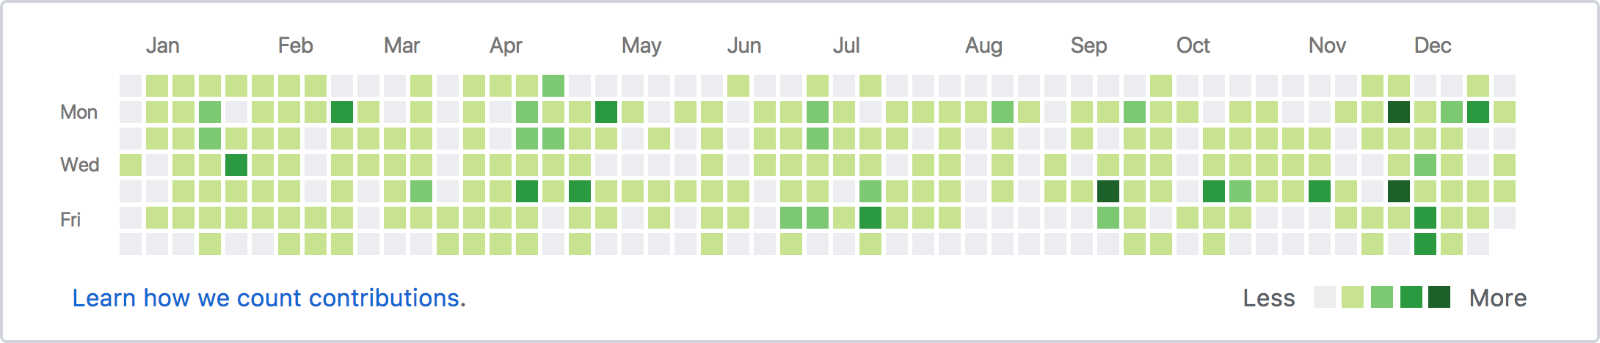 Jan Feb Mar Apr May Jun Jul Aug Sep Oct Nov Dec
Mon
Wed
Fri
Learn how we count contributions. Less More